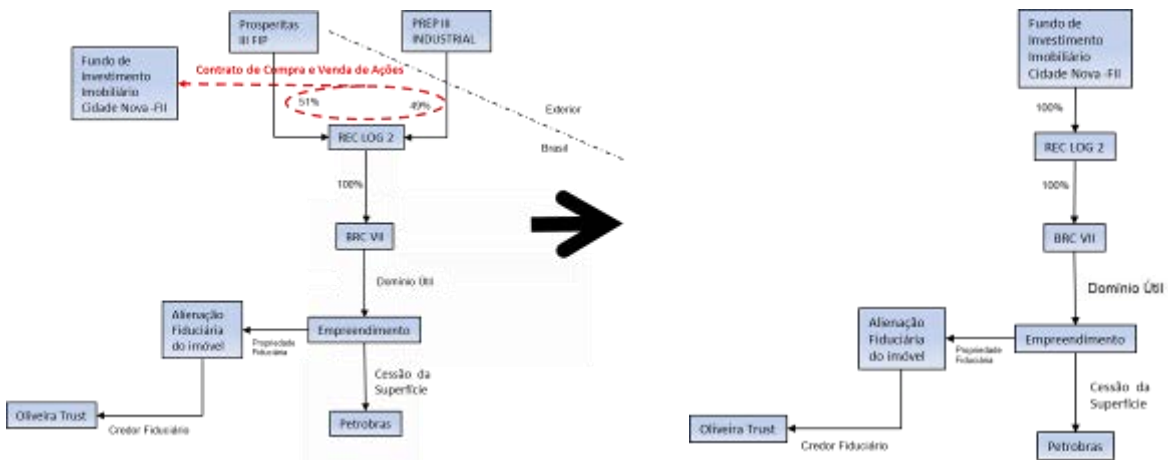 Prosperitas
III FIP
PREP III
INDUSTRIAL
Fundo de
Investimento
Imobiliário
Cidade Nova -FII
Contrato de Compra e Venda de Ações
51%
49%
Exterior
Brasil
REC LOG 2
100%
BRC VII
Domínio Útil
Alienação
Fiduciária
do imóvel
Propriedade
Fiduciária
Empreendimento
Cessão da
Superfície
Oliveira Trust
Credor Fiduciário
Petrobras
Fundo de
Investimento
Imobiliário
Cidade Nova -FII
100%
REC LOG 2
100%
BRC VII
Domínio Útil
Alienação
Fiduciária
do imóvel
Propriedade
Fiduciária
Empreendimento
Cessão da
Superfície
Oliveira Trust
Credor Fiduciário
Petrobras